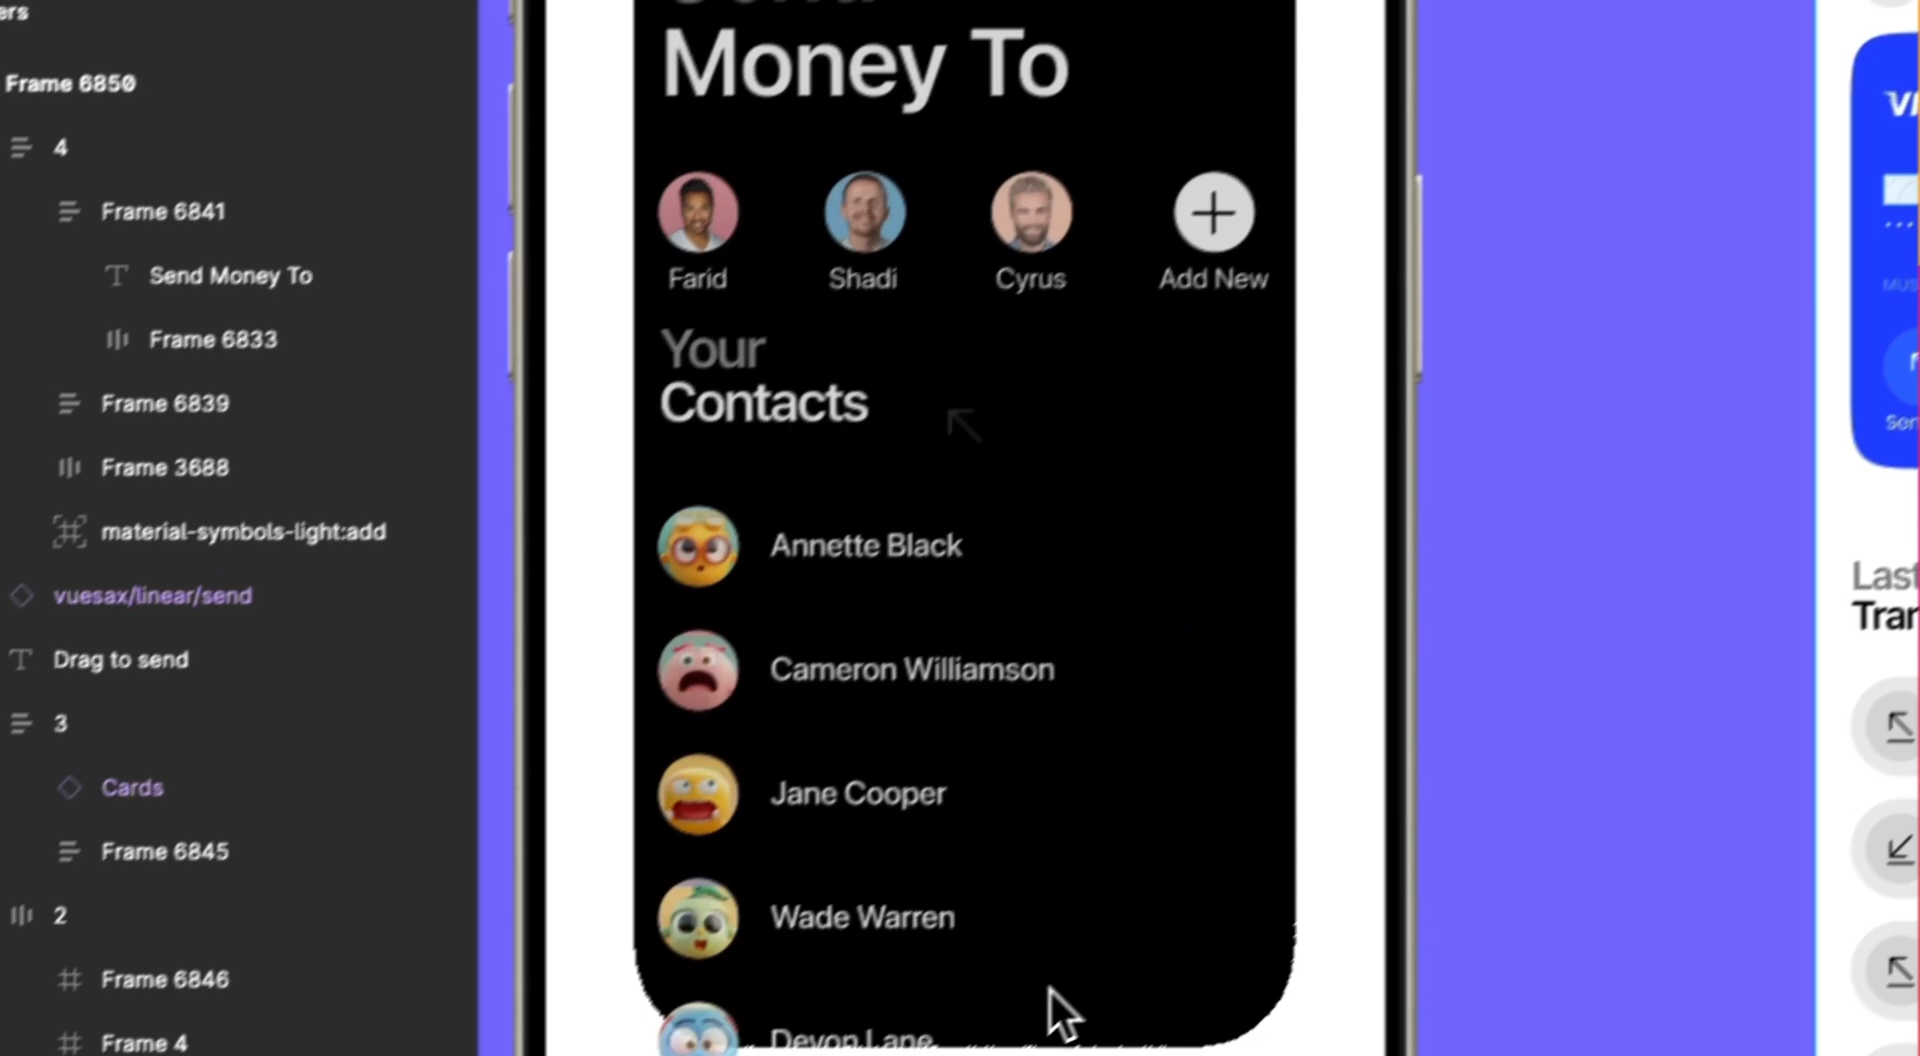 ers
Frame 6850
4
Frame 6841
Send Money To
Frame 6833
Frame 6839
Frame 3688
material-symbols-light:add
vuesax/linear/send
Drag to send
3
Cards
Frame 6845
2
Frame 6846
Frame 4
Money To
Farid
Shadi
Cyrus
Add New
Your
Contacts
Annette Black
Cameron Williamson
Jane Cooper
Wade Warren
Devon Lane
Last